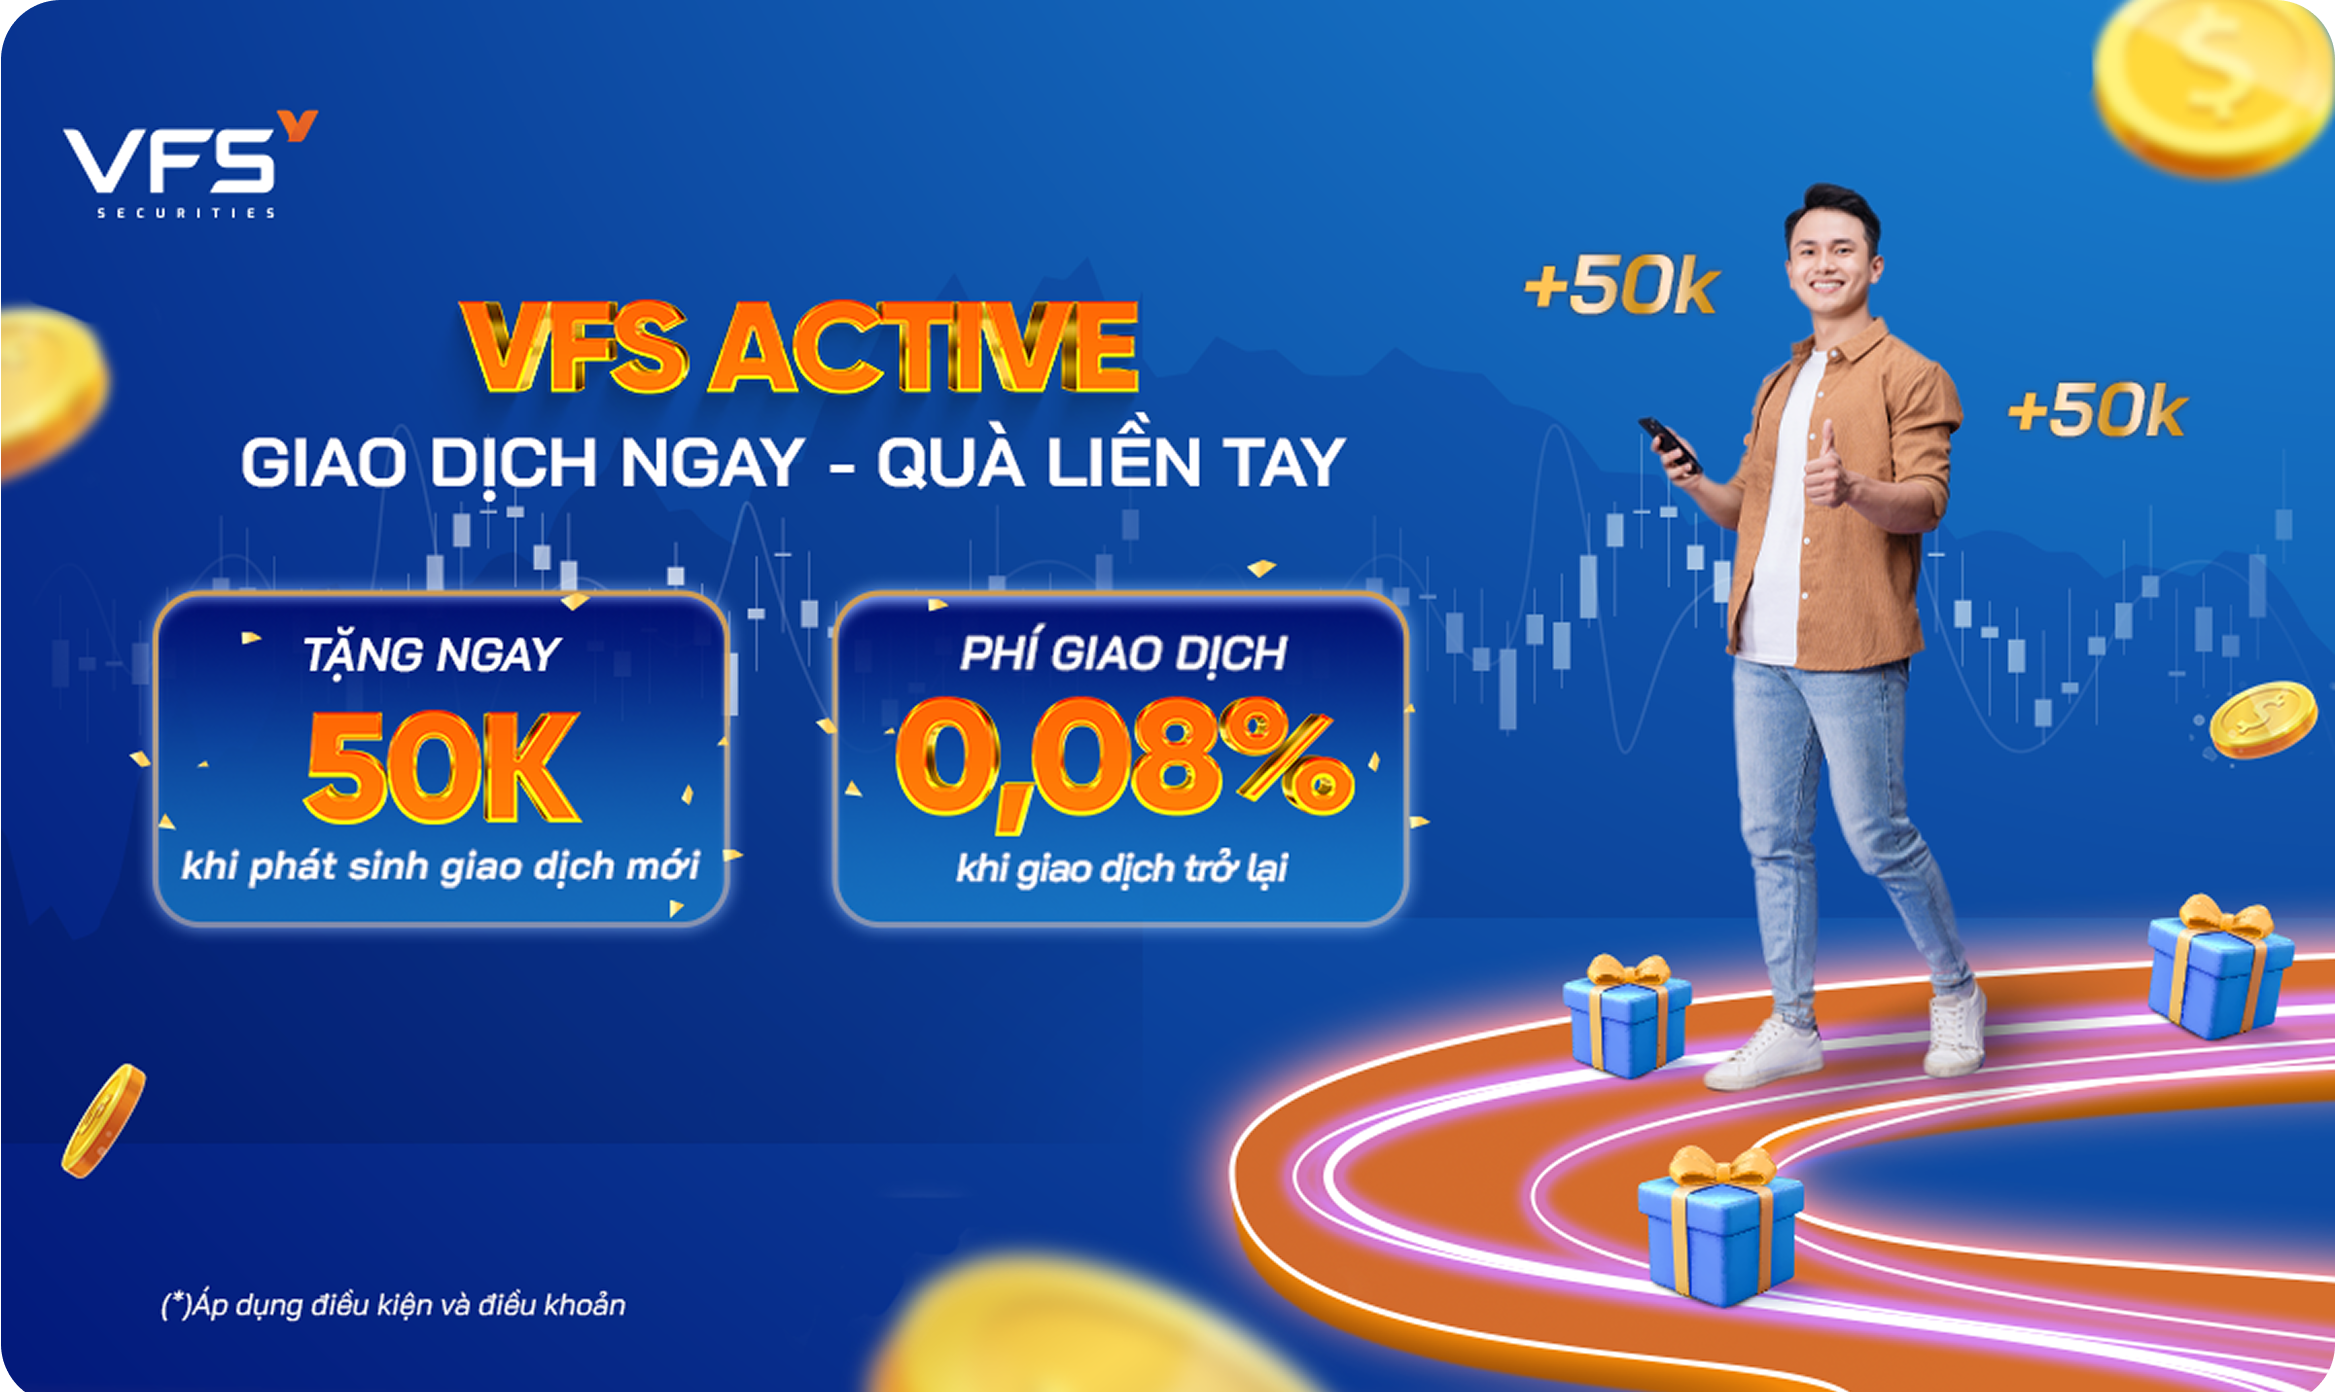 VFS
SECURITIES
VFS ACTIVE
GIAO DỊCH NGAY - QUÀ LIỀN TAY
+50k
+50k
TẶNG NGAY
50K
khi phát sinh giao dịch mới
PHÍ GIAO DỊCH
0,08%
khi giao dịch trở lại
(*)Áp dụng điều kiện và điều khoản